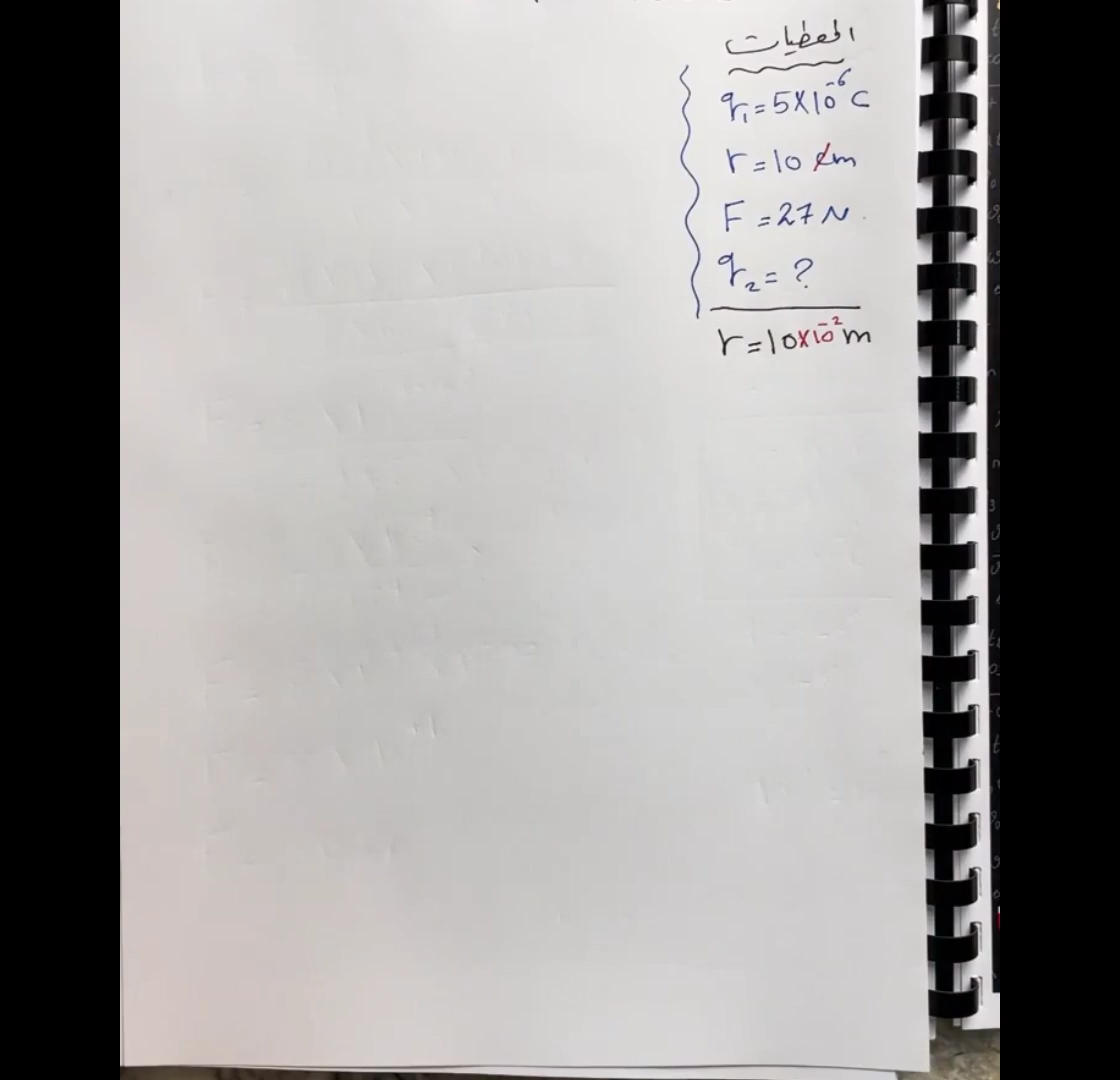 المعطيات
q₁ = 5×10⁻⁶ C
r = 10 cm
F = 27 N
q₂ = ?
r = 10×10⁻² m